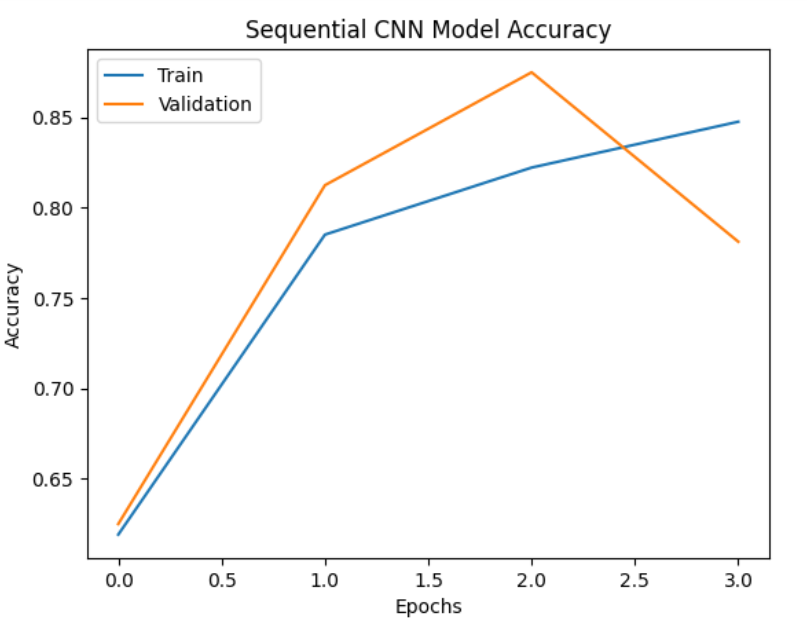 Sequential CNN Model Accuracy
Train
Validation
0.85
0.80
0.75
0.70
0.65
Accuracy
0.0 0.5 1.0 1.5 2.0 2.5 3.0
Epochs